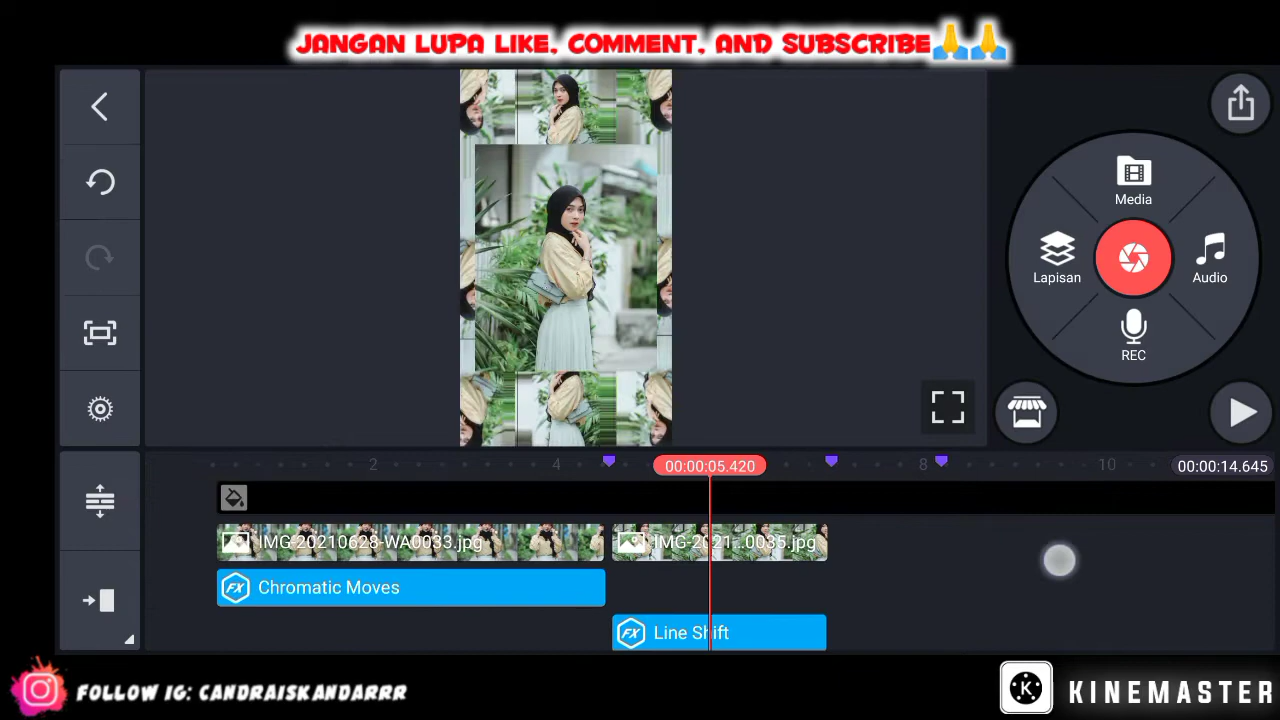 JANGAN LUPA LIKE, COMMENT, AND SUBSCRIBE🙏🙏
Media
Lapisan
Audio
REC
2
4
00:00:05.420
8
10
00:00:14.645
IMG-20210628-WA0033.jpg
IMG-2021...0035.jpg
FX Chromatic Moves
FX Line Shift
FOLLOW IG: CANDRAISKANDARRR
K KINEMASTER